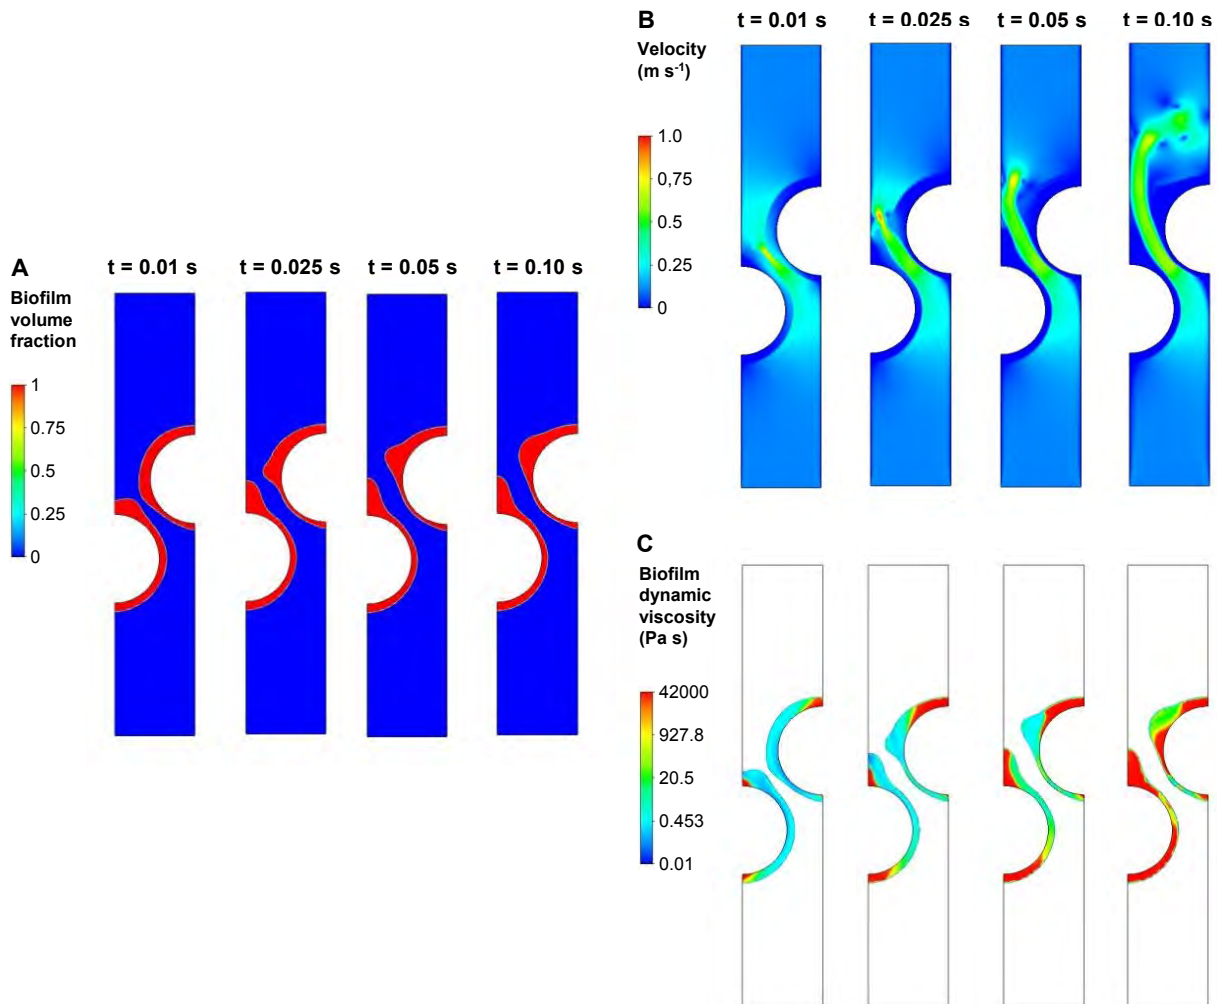 A
t = 0.01 s t = 0.025 s t = 0.05 s t = 0.10 s
Biofilm
volume
fraction
1
0.75
0.5
0.25
0
B
t = 0.01 s t = 0.025 s t = 0.05 s t = 0.10 s
Velocity
(m s⁻¹)
1.0
0,75
0.5
0.25
0
C
Biofilm
dynamic
viscosity
(Pa s)
42000
927.8
20.5
0.453
0.01